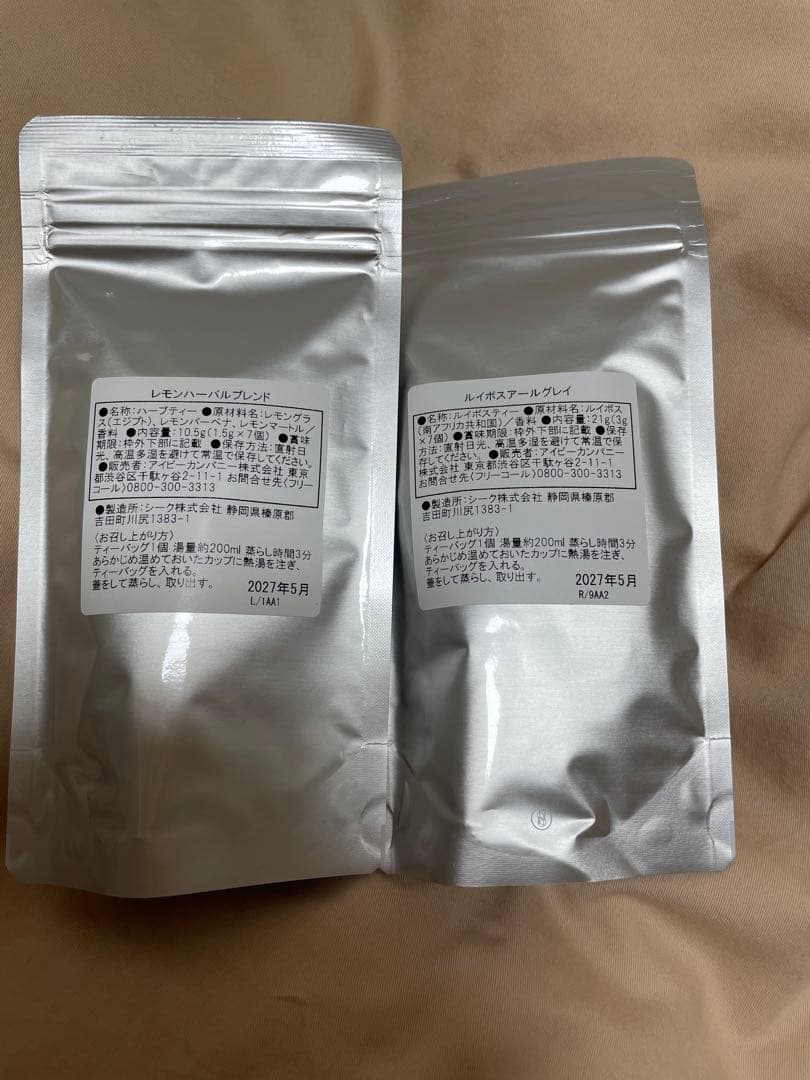 レモンハーバルブレンド
●名称:ハーブティー ●原材料名:レモングラ
ス(エジプト)、レモンバーベナ、レモンマートル/
香料 ●内容量:10.5g(1.5g×7個) ●賞味
期限:枠外下部に記載 ●保存方法:直射日
光、高温多湿を避けて常温で保存してください。
●販売者:アイビーカンパニー株式会社 東京
都渋谷区千駄ヶ谷2-11-1 お問合せ先(フリー
コール)0800-300-3313
●製造所:シーク株式会社 静岡県榛原郡
吉田町川尻1383-1
〈お召し上がり方〉
ティーバッグ1個 湯量約200ml 蒸らし時間3分
あらかじめ温めておいたカップに熱湯を注ぎ、
ティーバッグを入れる。
蓋をして蒸らし、取り出す。
2027年5月
L/1AA1
ルイボスアールグレイ
●名称:ルイボスティー ●原材料名:ルイボス
(南アフリカ共和国)/香料 ●内容量:21g(3g
×7個) ●賞味期限:枠外下部に記載 ●保存
方法:直射日光、高温多湿を避けて常温で保
存してください。 ●販売者:アイビーカンパニー
株式会社 東京都渋谷区千駄ヶ谷2-11-1
お問合せ先(フリーコール)0800-300-3313
●製造所:シーク株式会社 静岡県榛原郡
吉田町川尻1383-1
〈お召し上がり方〉
ティーバッグ1個 湯量約200ml 蒸らし時間3分
あらかじめ温めておいたカップに熱湯を注ぎ、
ティーバッグを入れる。
蓋をして蒸らし、取り出す。
2027年5月
R/9AA2